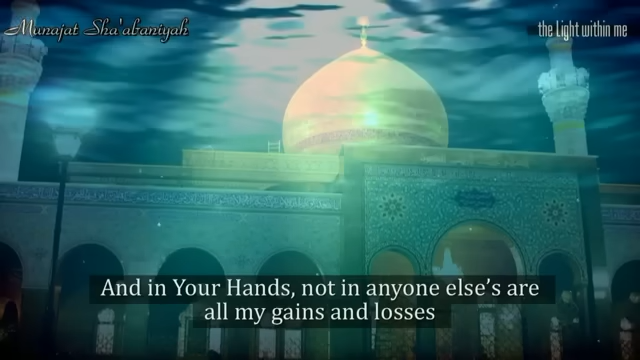 Munajat Sha'abaniyah
the Light within me
And in Your Hands, not in anyone else’s are
all my gains and losses